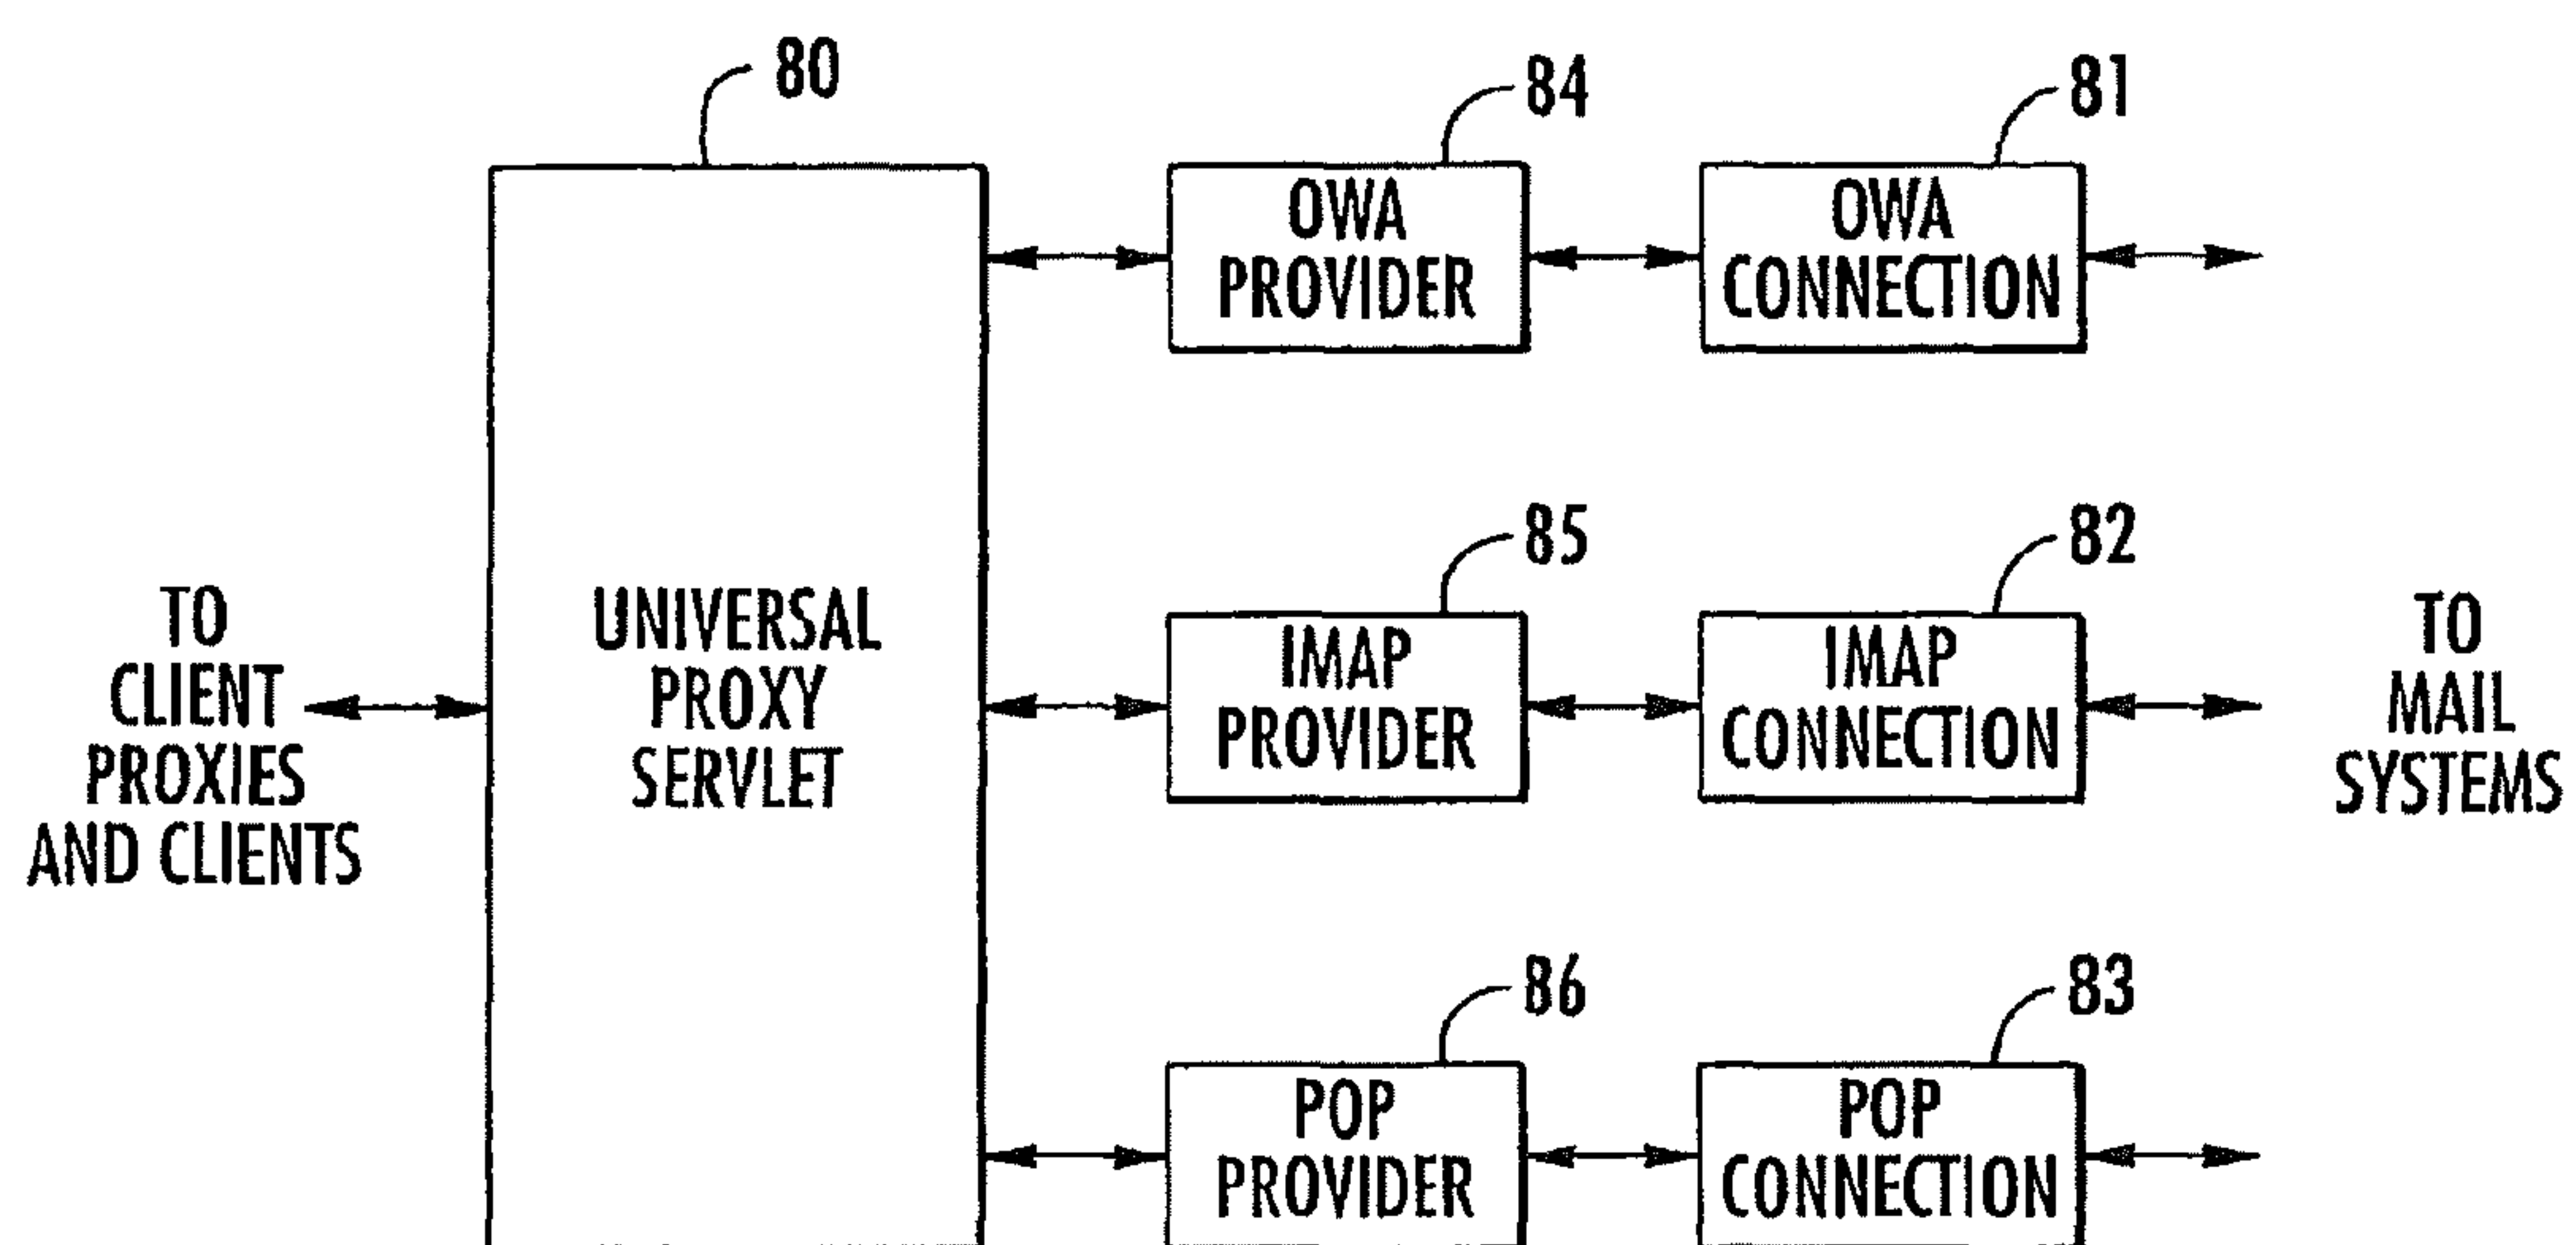 80
84
81
OWA
PROVIDER
OWA
CONNECTION
85
82
TO
CLIENT
PROXIES
AND CLIENTS
UNIVERSAL
PROXY
SERVLET
IMAP
PROVIDER
IMAP
CONNECTION
TO
MAIL
SYSTEMS
86
83
POP
PROVIDER
POP
CONNECTION